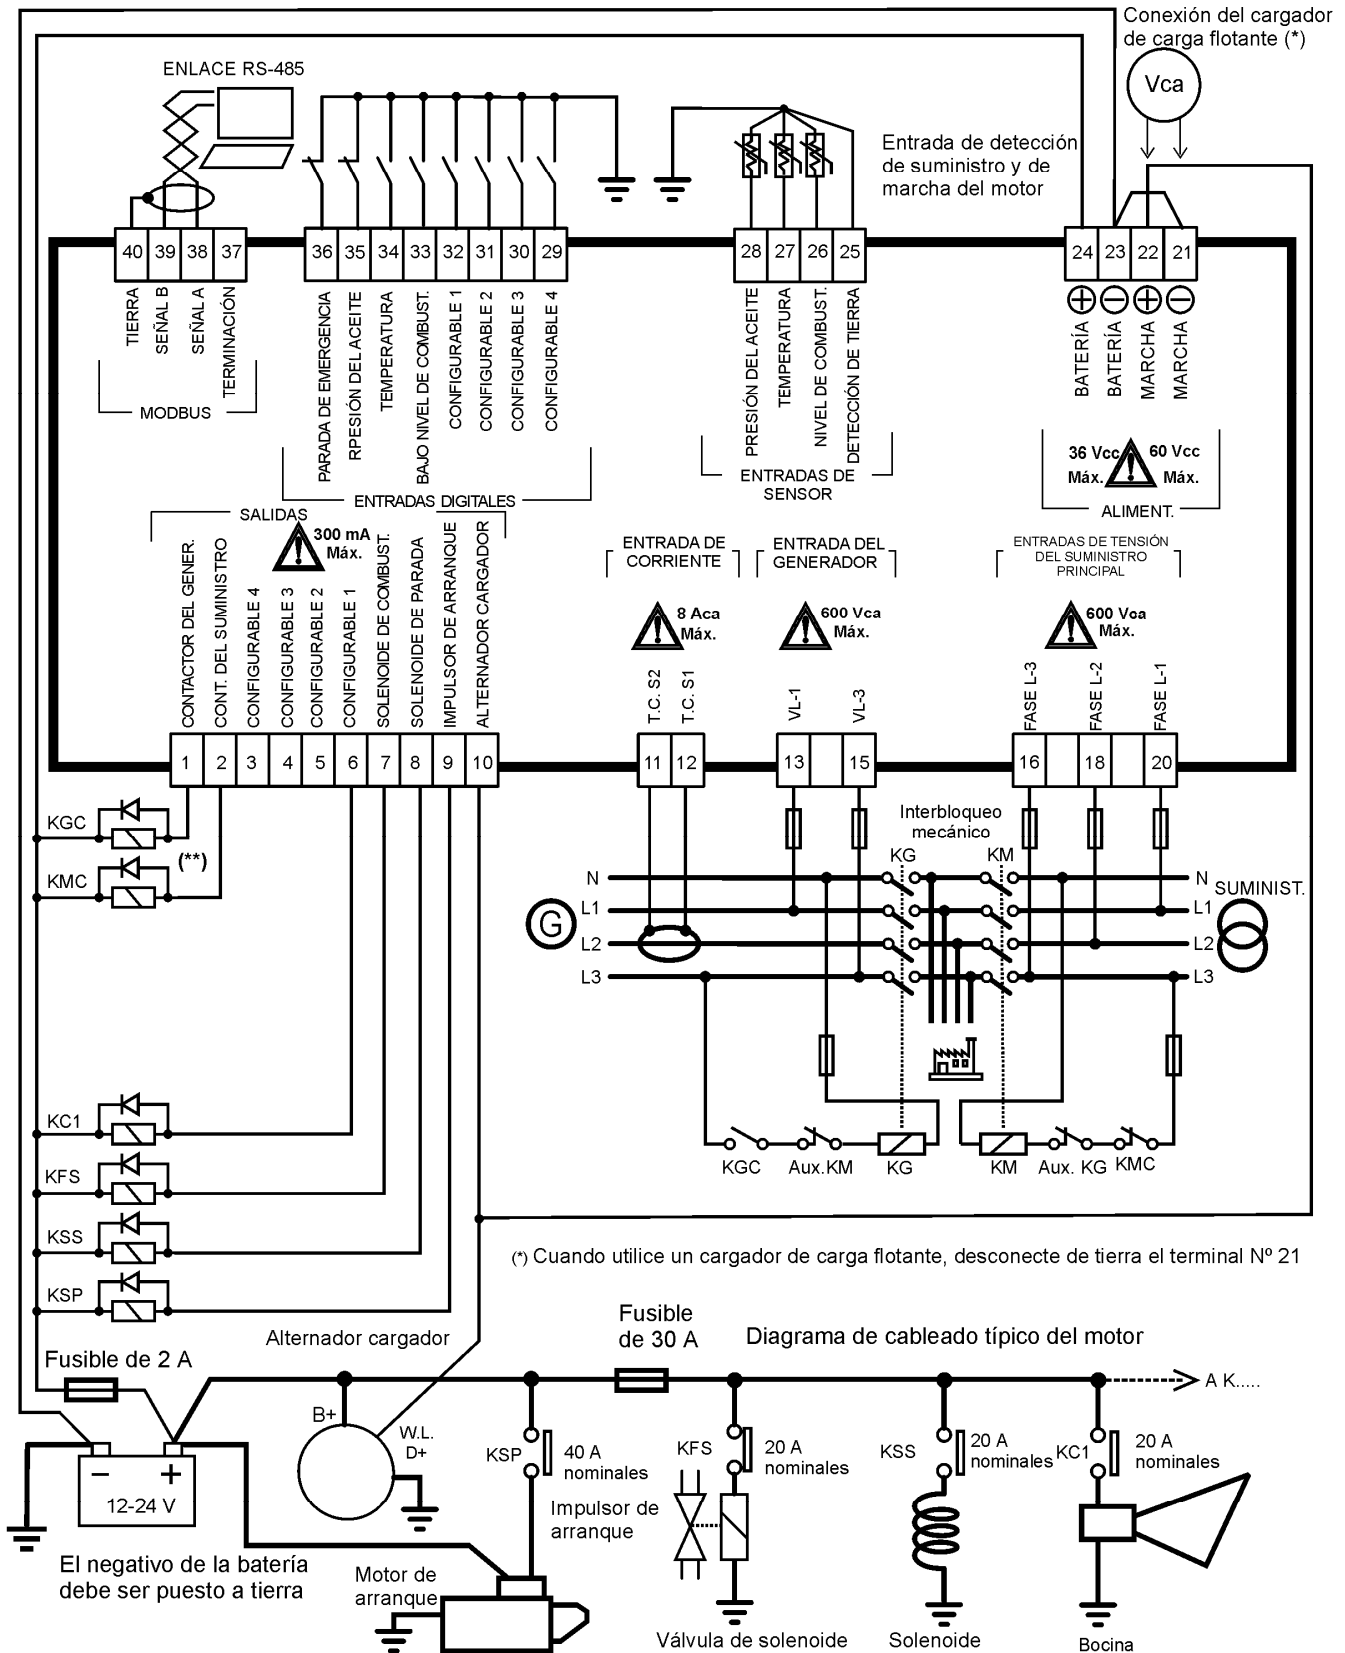 Conexión del cargador
de carga flotante (*)
Vca
ENLACE RS-485
Entrada de detección
de suministro y de
marcha del motor
40 39 38 37
36 35 34 33 32 31 30 29
28 27 26 25
24 23 22 21
TIERRA
SEÑAL B
SEÑAL A
TERMINACIÓN
MODBUS
PARADA DE EMERGENCIA
RPESIÓN DEL ACEITE
TEMPERATURA
BAJO NIVEL DE COMBUST.
CONFIGURABLE 1
CONFIGURABLE 2
CONFIGURABLE 3
CONFIGURABLE 4
ENTRADAS DIGITALES
PRESIÓN DEL ACEITE
TEMPERATURA
NIVEL DE COMBUST.
DETECCIÓN DE TIERRA
ENTRADAS DE
SENSOR
+ − + −
BATERÍA
BATERÍA
MARCHA
MARCHA
36 Vcc
Máx.
60 Vcc
Máx.
ALIMENT.
SALIDAS
300 mA
Máx.
CONTACTOR DEL GENER.
CONT. DEL SUMINISTRO
CONFIGURABLE 4
CONFIGURABLE 3
CONFIGURABLE 2
CONFIGURABLE 1
SOLENOIDE DE COMBUST.
SOLENOIDE DE PARADA
IMPULSOR DE ARRANQUE
ALTERNADOR CARGADOR
ENTRADA DE
CORRIENTE
8 Aca
Máx.
T.C. S2
T.C. S1
ENTRADA DEL
GENERADOR
600 Vca
Máx.
VL-1
VL-3
ENTRADAS DE TENSIÓN
DEL SUMINISTRO
PRINCIPAL
600 Vca
Máx.
FASE L-3
FASE L-2
FASE L-1
1 2 3 4 5 6 7 8 9 10
11 12
13 15
16 18 20
KGC
(**)
KMC
Interbloqueo
mecánico
KG
KM
N
L1
L2
L3
G
N
L1
L2
L3
SUMINIST.
KC1
KFS
KSS
KSP
KGC
Aux.KM
KG
KM
Aux. KG
KMC
(*) Cuando utilice un cargador de carga flotante, desconecte de tierra el terminal Nº 21
Alternador cargador
Fusible
de 30 A
Diagrama de cableado típico del motor
Fusible de 2 A
A K.....
B+
W.L.
D+
KSP
40 A
nominales
KFS
20 A
nominales
KSS
20 A
nominales
KC1
20 A
nominales
− +
12-24 V
Impulsor de
arranque
El negativo de la batería
debe ser puesto a tierra
Motor de
arranque
Válvula de solenoide
Solenoide
Bocina